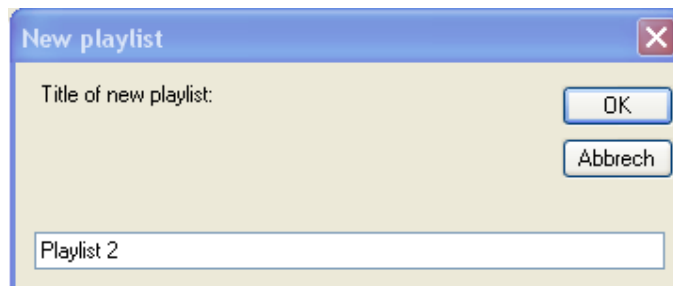 New playlist
Title of new playlist:
OK
Abbrech
Playlist 2